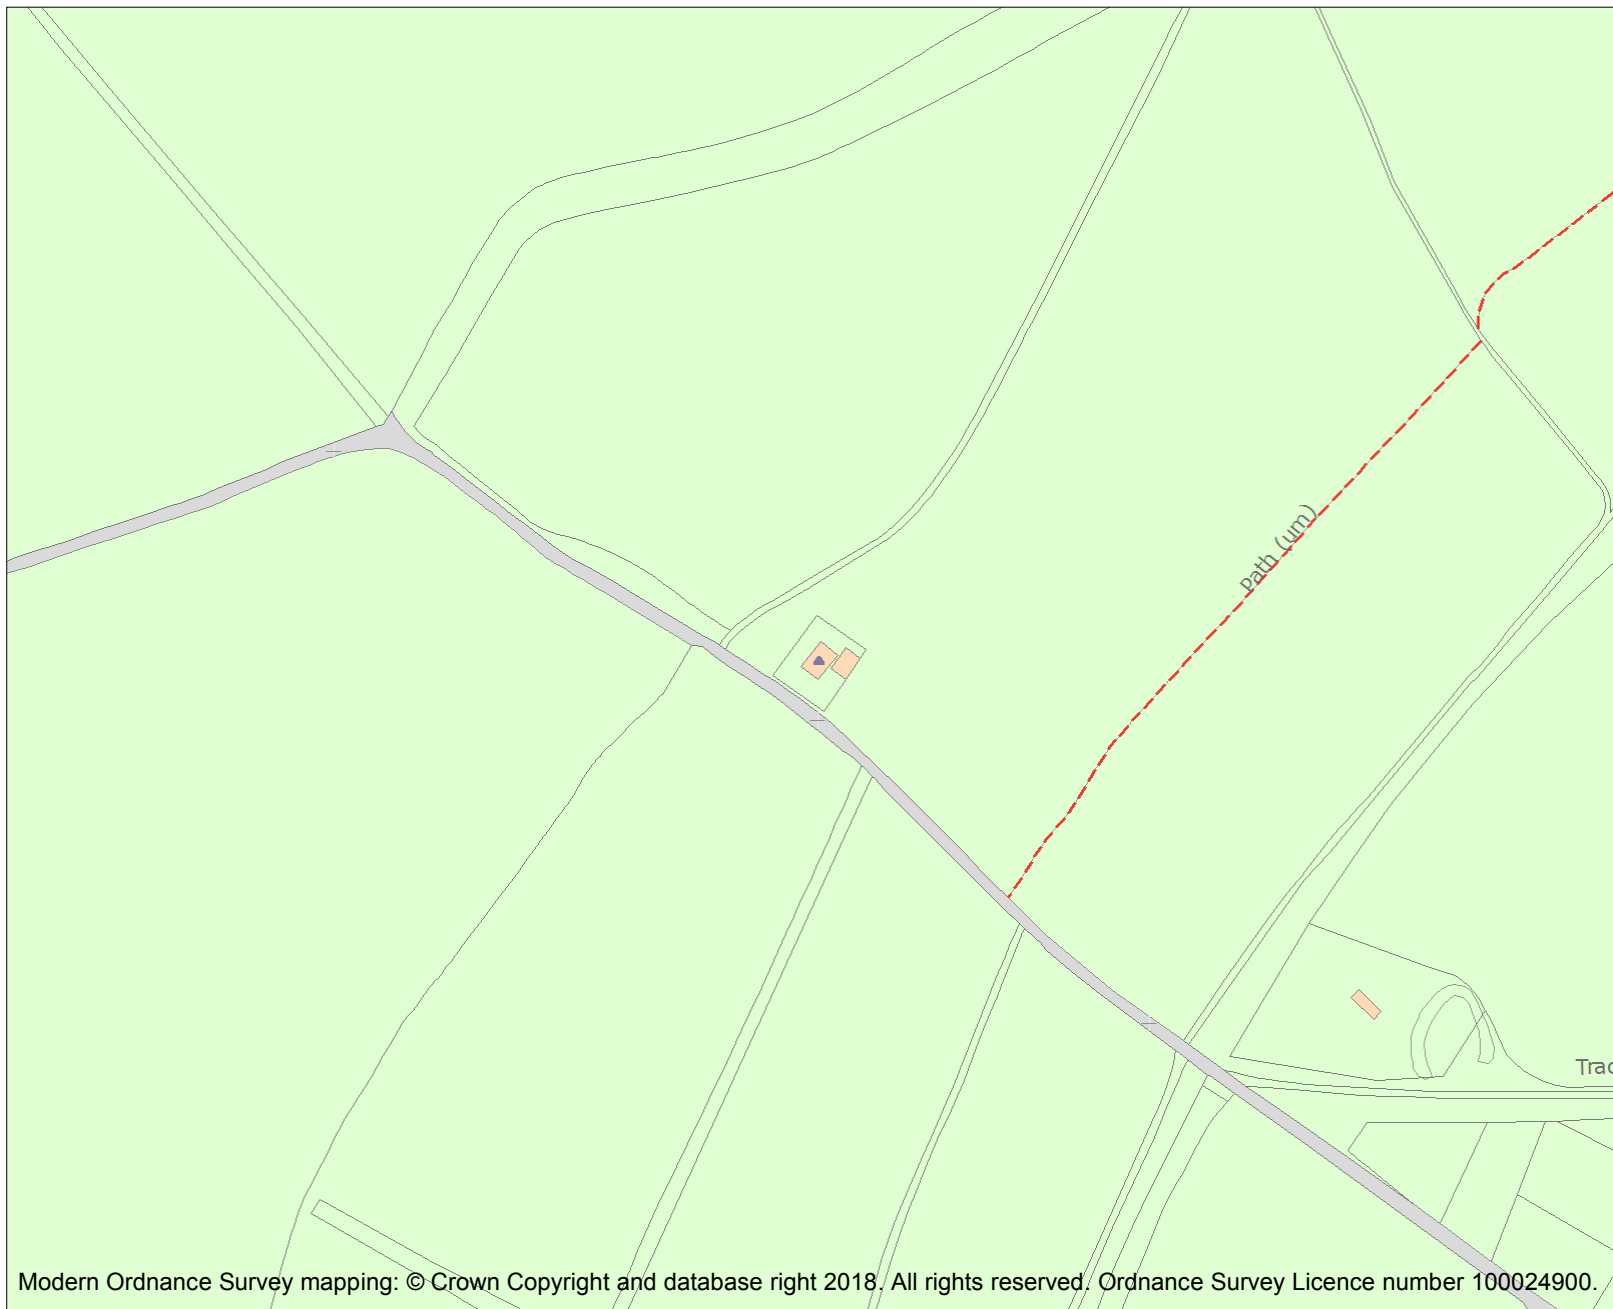 Path (um)
Trac
Modern Ordnance Survey mapping: © Crown Copyright and database right 2018. All rights reserved. Ordnance Survey Licence number 100024900.